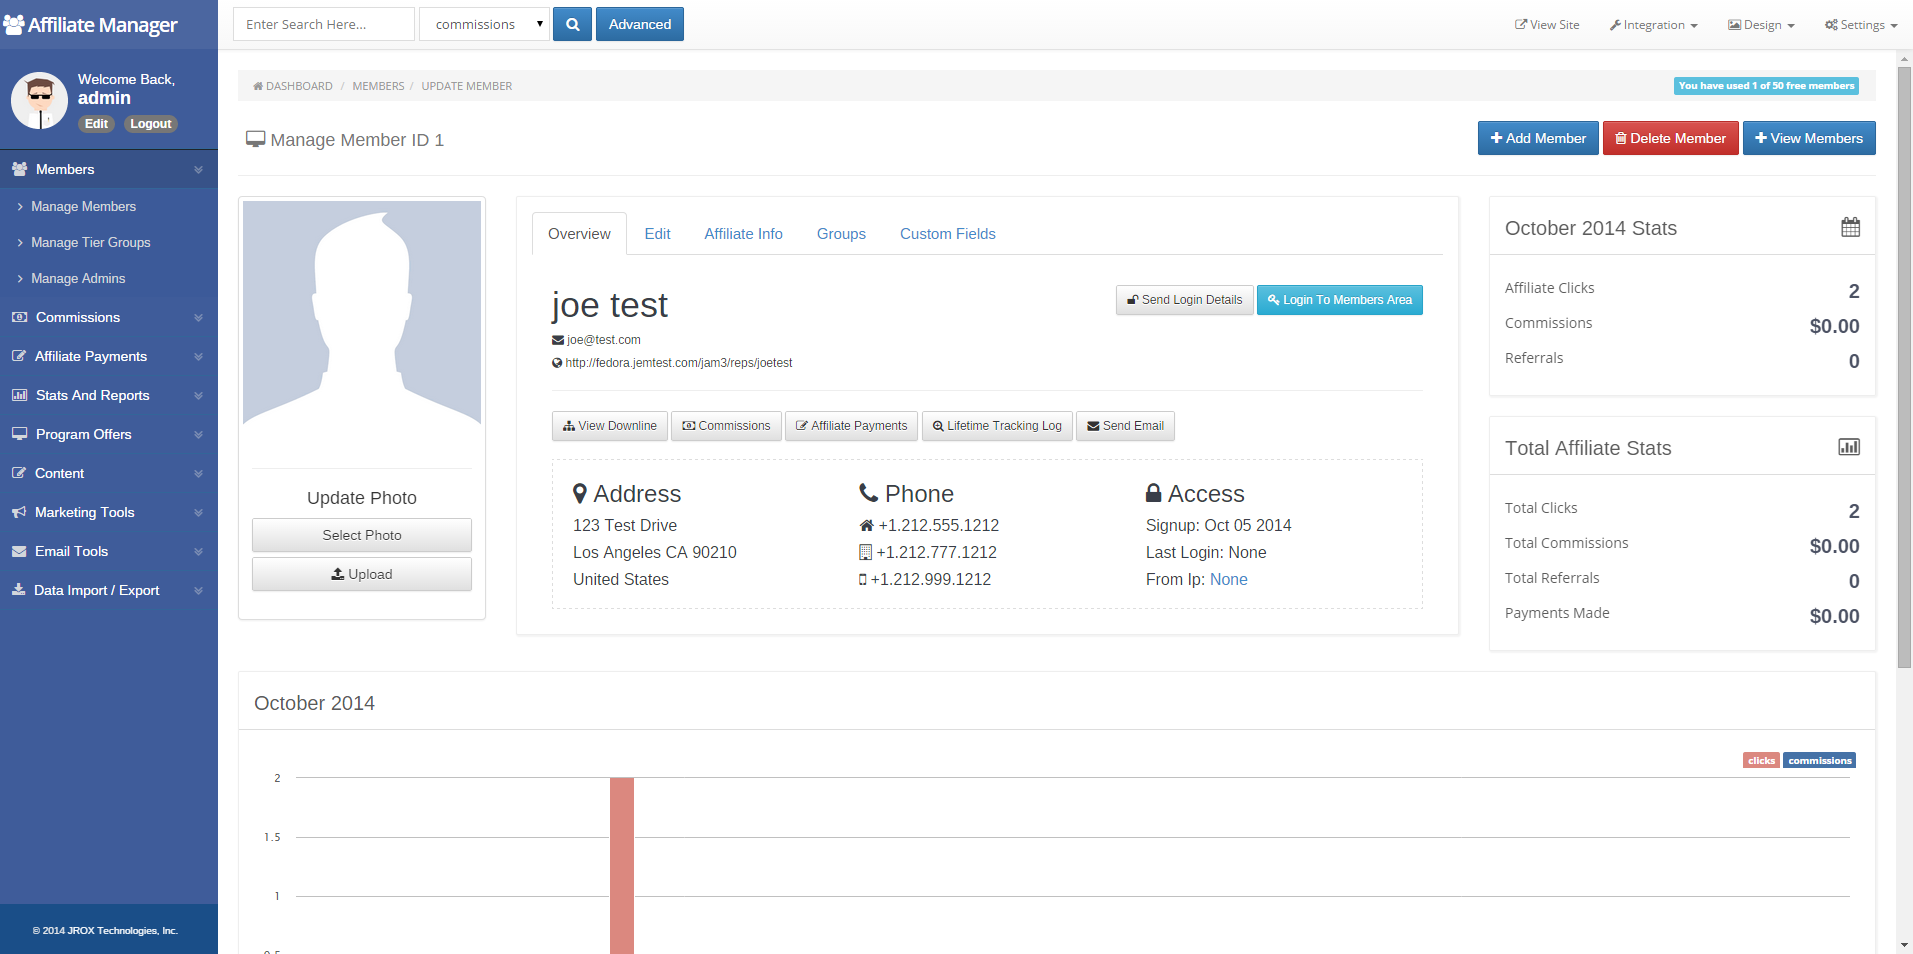 Affiliate Manager
Enter Search Here...
commissions
Advanced
View Site
Integration
Design
Settings
Welcome Back,
admin
Edit
Logout
Members
Manage Members
Manage Tier Groups
Manage Admins
Commissions
Affiliate Payments
Stats And Reports
Program Offers
Content
Marketing Tools
Email Tools
Data Import / Export
© 2014 JROX Technologies, Inc.
DASHBOARD / MEMBERS / UPDATE MEMBER
You have used 1 of 50 free members
Manage Member ID 1
Add Member
Delete Member
View Members
Update Photo
Select Photo
Upload
Overview
Edit
Affiliate Info
Groups
Custom Fields
joe test
Send Login Details
Login To Members Area
joe@test.com
http://fedora.jemtest.com/jam3/reps/joetest
View Downline
Commissions
Affiliate Payments
Lifetime Tracking Log
Send Email
Address
123 Test Drive
Los Angeles CA 90210
United States
Phone
+1.212.555.1212
+1.212.777.1212
+1.212.999.1212
Access
Signup: Oct 05 2014
Last Login: None
From Ip: None
October 2014 Stats
Affiliate Clicks 2
Commissions $0.00
Referrals 0
Total Affiliate Stats
Total Clicks 2
Total Commissions $0.00
Total Referrals 0
Payments Made $0.00
October 2014
clicks
commissions
2
1.5
1
0.5